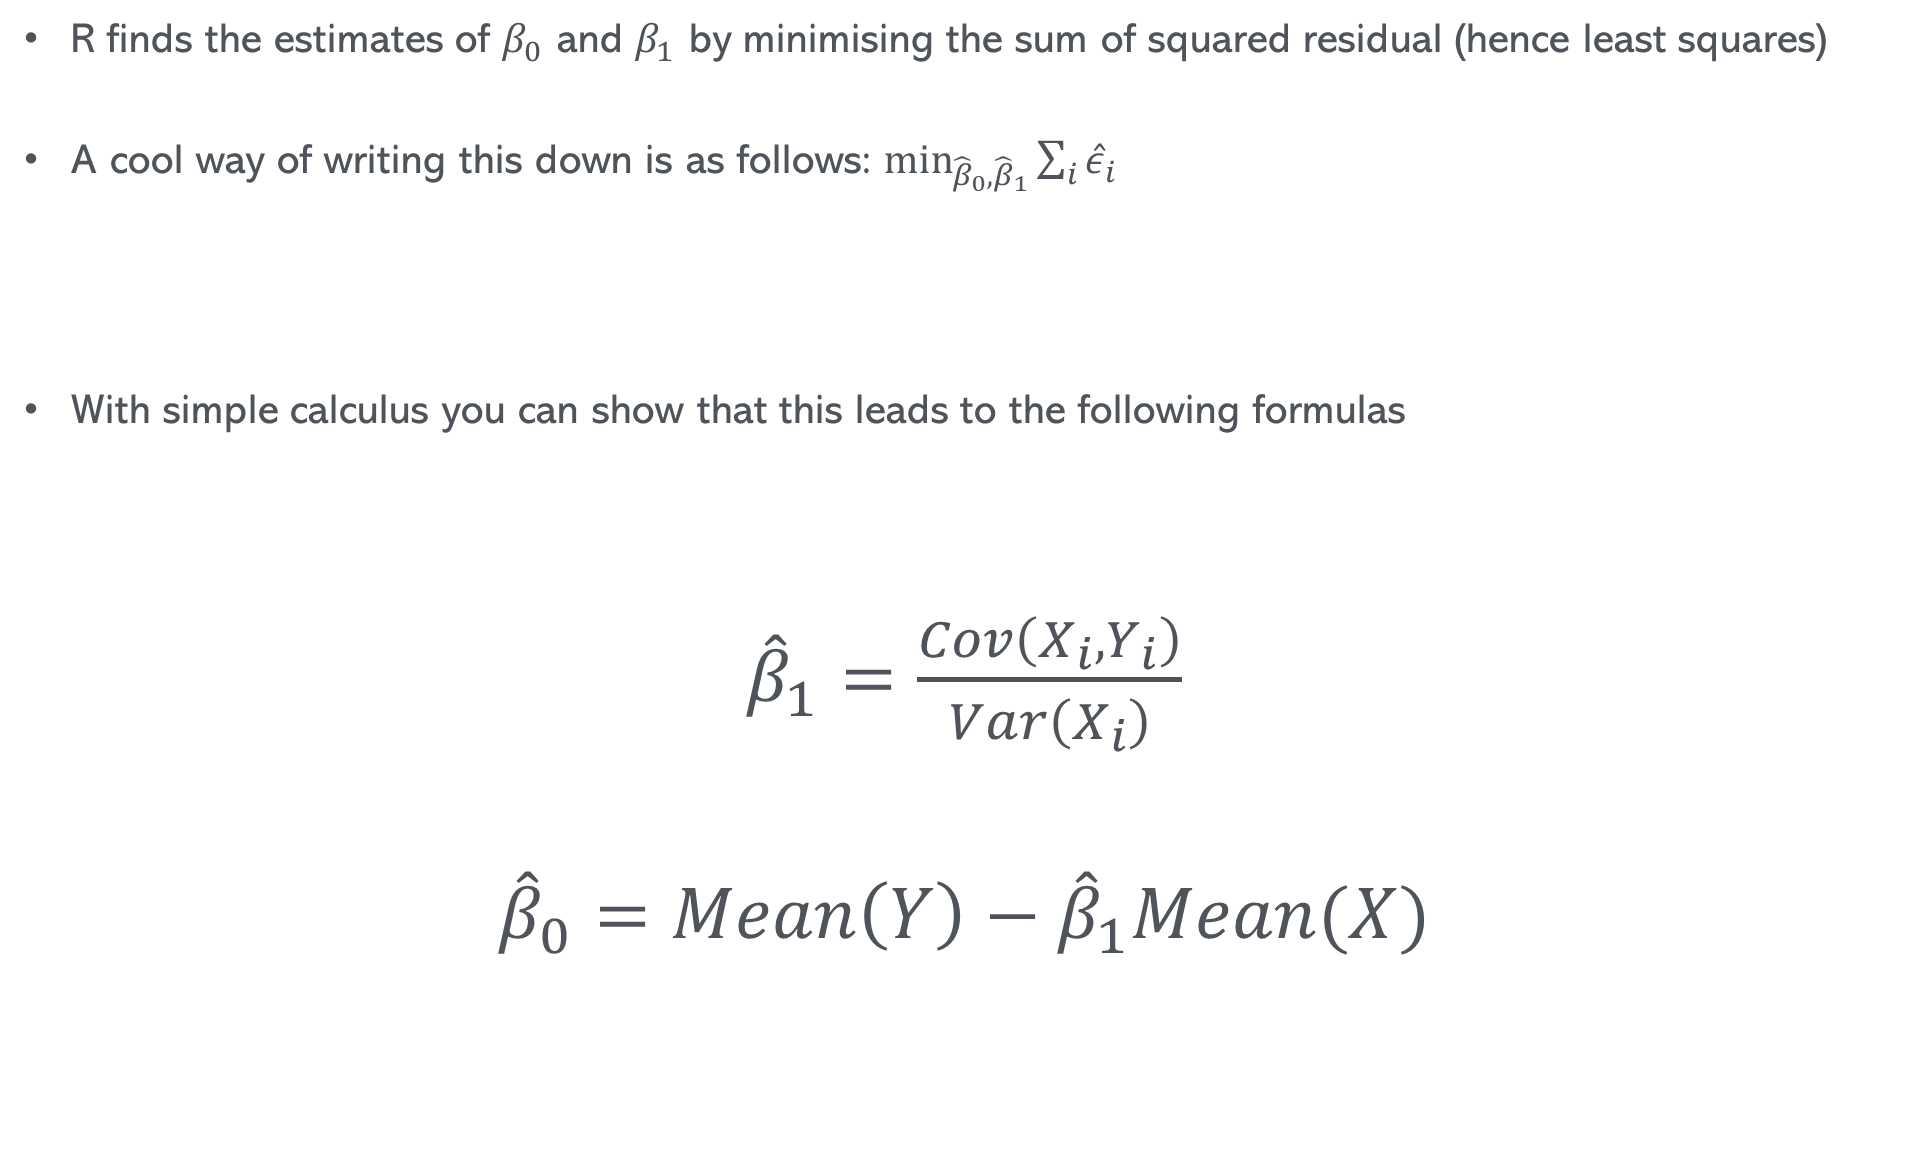 • R finds the estimates of β₀ and β₁ by minimising the sum of squared residual (hence least squares)
• A cool way of writing this down is as follows: min_{β̂₀,β̂₁} ∑ᵢ ϵ̂ᵢ
• With simple calculus you can show that this leads to the following formulas
β̂₁ = Cov(Xᵢ,Yᵢ) / Var(Xᵢ)
β̂₀ = Mean(Y) − β̂₁Mean(X)